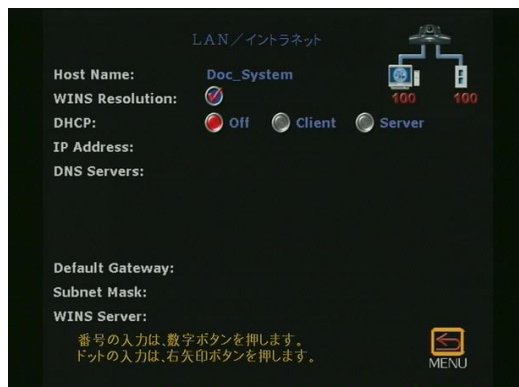 LAN/イントラネット
Host Name: Doc_System
WINS Resolution:
100 100
DHCP: Off Client Server
IP Address:
DNS Servers:
Default Gateway:
Subnet Mask:
WINS Server:
番号の入力は、数字ボタンを押します。
ドットの入力は、右矢印ボタンを押します。
MENU